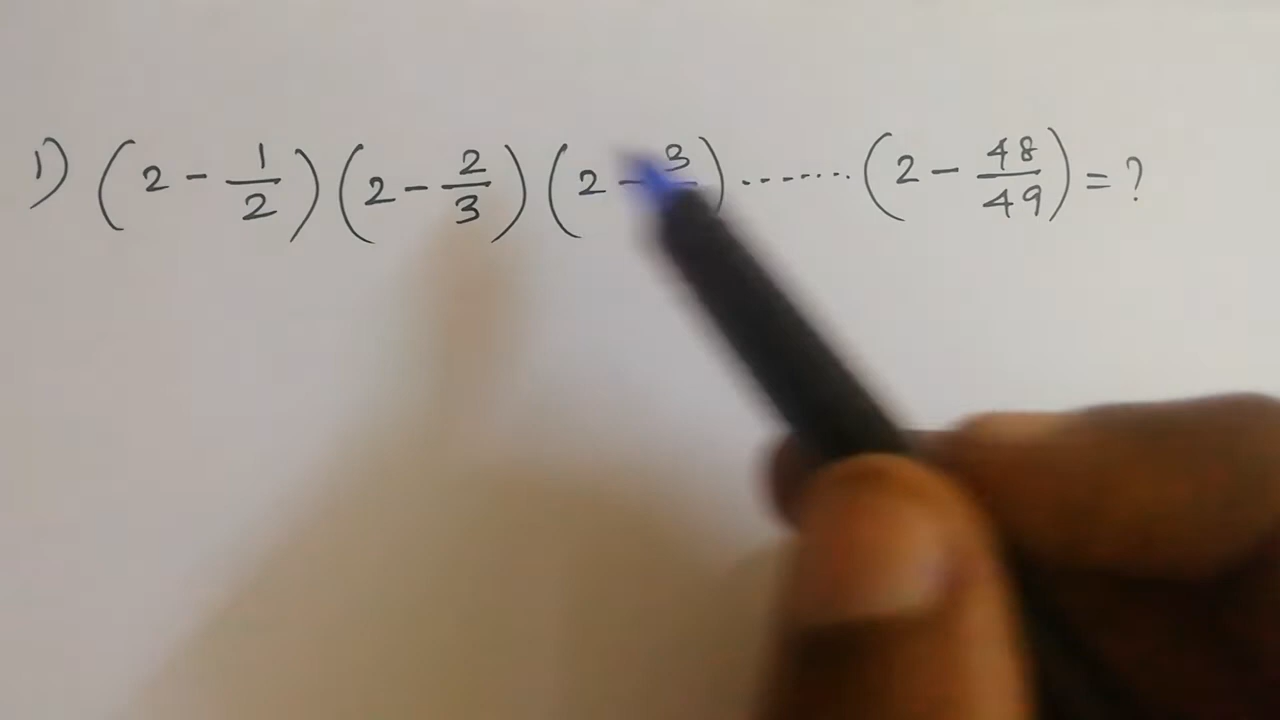 1) (2 - 1/2) (2 - 2/3) (2 - 3/ ) ....... (2 - 48/49) = ?